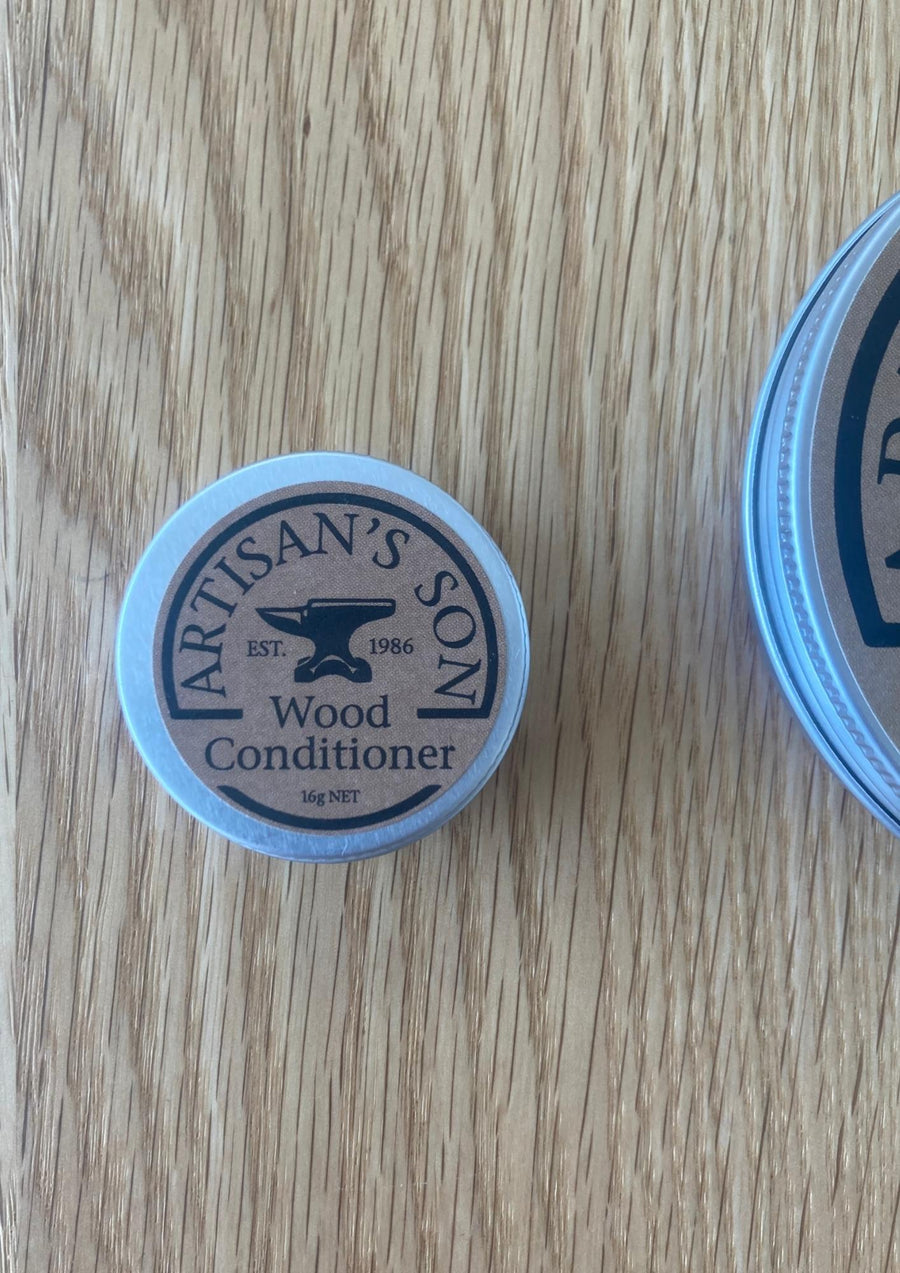 ARTISAN'S SON
EST. 1986
Wood
Conditioner
16g NET